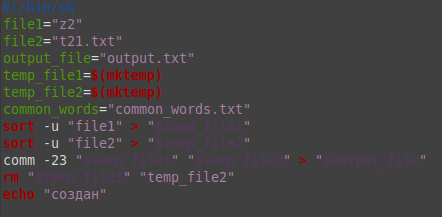 #!/bin/sh
file1="z2"
file2="t21.txt"
output_file="output.txt"
temp_file1=$(mktemp)
temp_file2=$(mktemp)
common_words="common_words.txt"
sort -u "file1" > "$temp_file1"
sort -u "file2" > "$temp_file2"
comm -23 "$temp_file1" "$temp_file2" > "$output_file"
rm "$temp_file1" "temp_file2"
echo "создан"